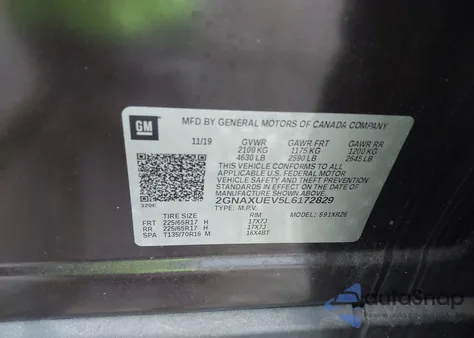 GM
MFD BY GENERAL MOTORS OF CANADA COMPANY
11/19 GVWR GAWR FRT GAWR RR
2100 KG 1175 KG 1200 KG
4630 LB 2590 LB 2645 LB
THIS VEHICLE CONFORMS TO ALL
APPLICABLE U.S. FEDERAL MOTOR
VEHICLE SAFETY AND THEFT
PREVENTION STANDARDS IN EFFECT ON
THE DATE OF MANUFACTURE SHOWN ABOVE.
2GNAXUEV5L6172829
TYPE: M.P.V. MODEL: S91XR26
TIRE SIZE RIM
FRT 225/65R17 H 17X7J
RR 225/65R17 H 17X7J
SPA T135/70R16 M 16X4BT
AutoSnap